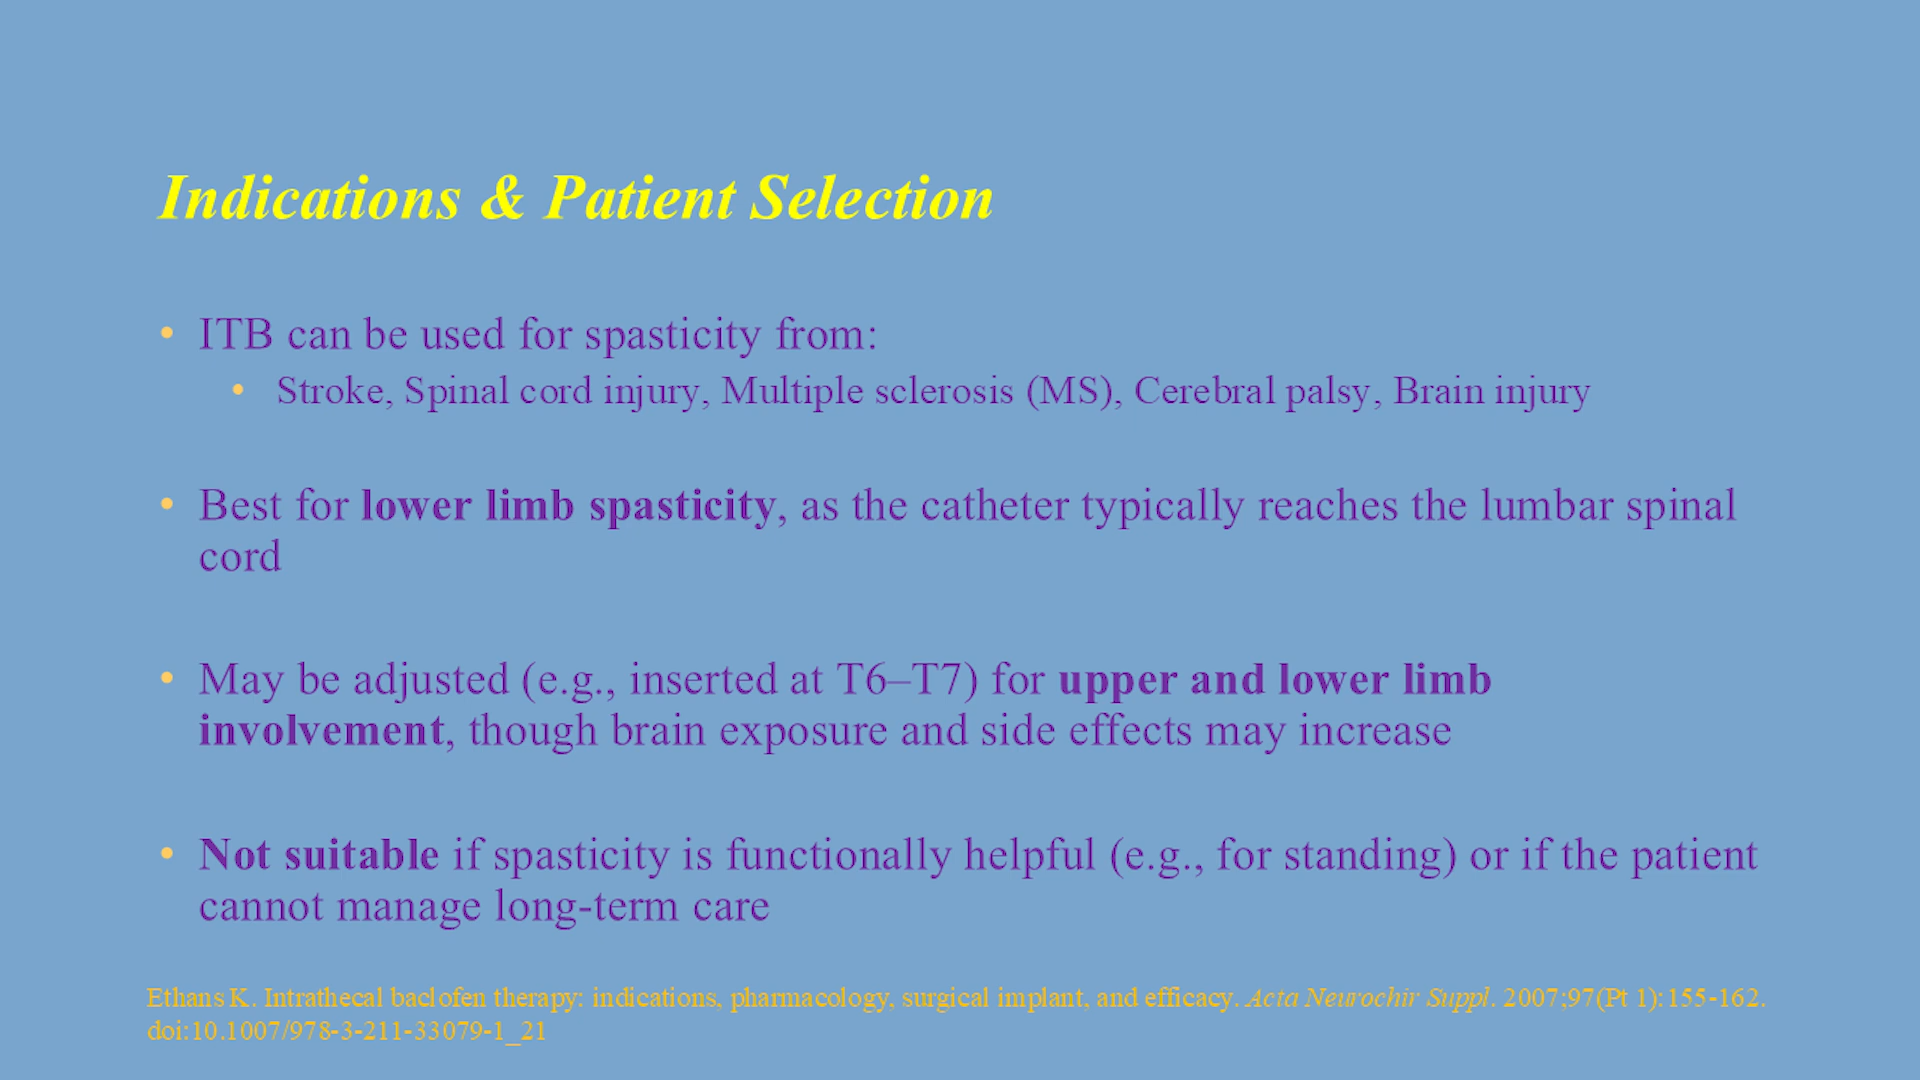 Indications & Patient Selection
• ITB can be used for spasticity from:
• Stroke, Spinal cord injury, Multiple sclerosis (MS), Cerebral palsy, Brain injury
• Best for lower limb spasticity, as the catheter typically reaches the lumbar spinal
cord
• May be adjusted (e.g., inserted at T6–T7) for upper and lower limb
involvement, though brain exposure and side effects may increase
• Not suitable if spasticity is functionally helpful (e.g., for standing) or if the patient
cannot manage long-term care
Ethans K. Intrathecal baclofen therapy: indications, pharmacology, surgical implant, and efficacy. Acta Neurochir Suppl. 2007;97(Pt 1):155-162.
doi:10.1007/978-3-211-33079-1_21